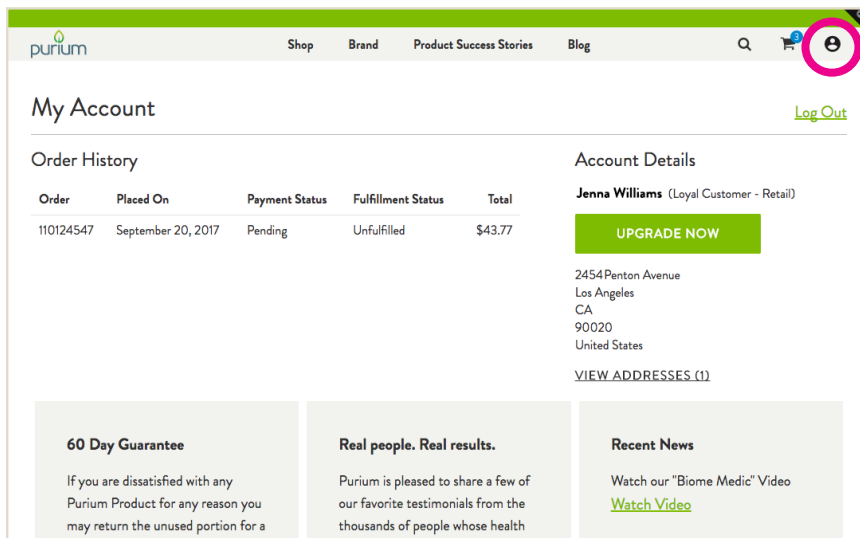 purium
Shop Brand Product Success Stories Blog
3
My Account
Log Out
Order History
Order Placed On Payment Status Fulfillment Status Total
110124547 September 20, 2017 Pending Unfulfilled $43.77
Account Details
Jenna Williams (Loyal Customer - Retail)
UPGRADE NOW
2454 Penton Avenue
Los Angeles
CA
90020
United States
VIEW ADDRESSES (1)
60 Day Guarantee
If you are dissatisfied with any
Purium Product for any reason you
may return the unused portion for a
Real people. Real results.
Purium is pleased to share a few of
our favorite testimonials from the
thousands of people whose health
Recent News
Watch our "Biome Medic" Video
Watch Video